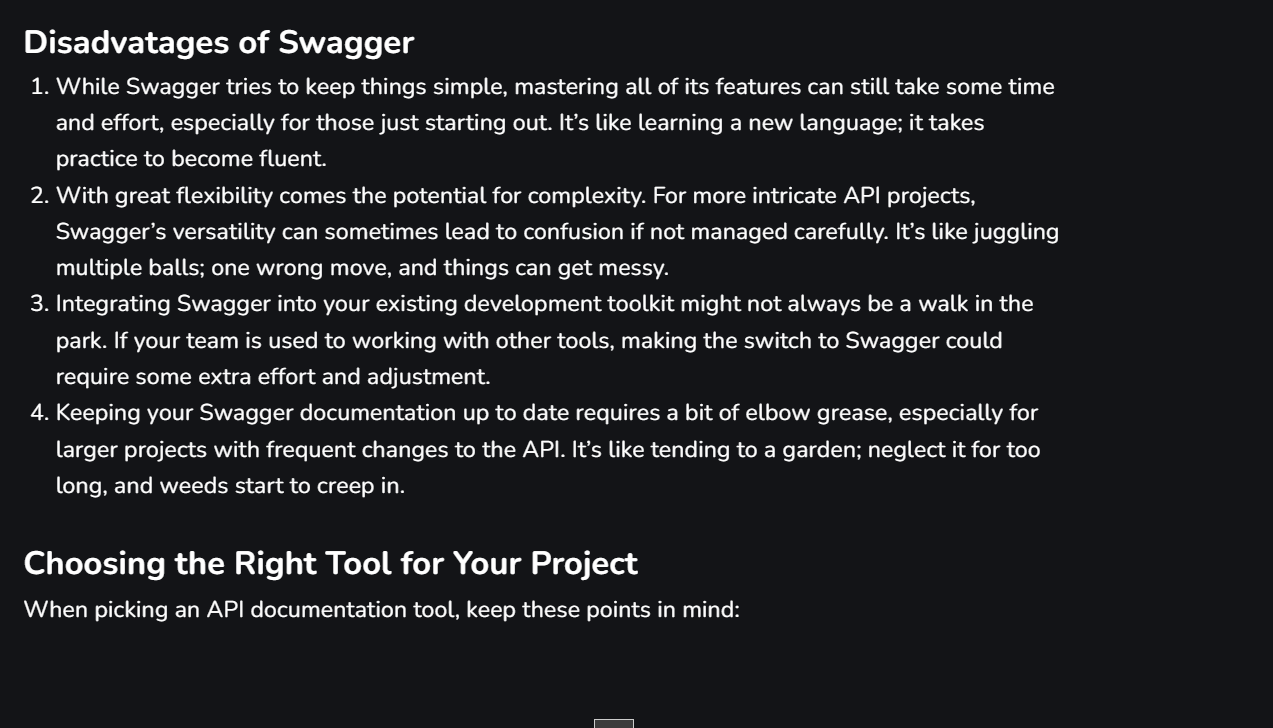 Disadvatages of Swagger
1. While Swagger tries to keep things simple, mastering all of its features can still take some time
and effort, especially for those just starting out. It’s like learning a new language; it takes
practice to become fluent.
2. With great flexibility comes the potential for complexity. For more intricate API projects,
Swagger’s versatility can sometimes lead to confusion if not managed carefully. It’s like juggling
multiple balls; one wrong move, and things can get messy.
3. Integrating Swagger into your existing development toolkit might not always be a walk in the
park. If your team is used to working with other tools, making the switch to Swagger could
require some extra effort and adjustment.
4. Keeping your Swagger documentation up to date requires a bit of elbow grease, especially for
larger projects with frequent changes to the API. It’s like tending to a garden; neglect it for too
long, and weeds start to creep in.
Choosing the Right Tool for Your Project
When picking an API documentation tool, keep these points in mind: